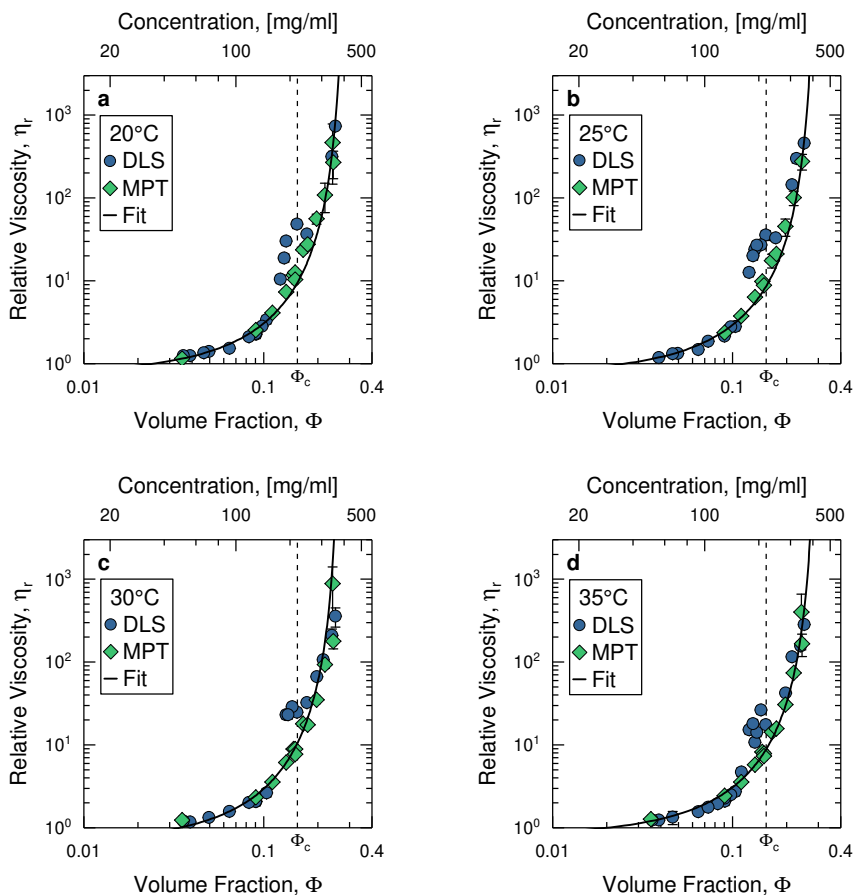 Concentration, [mg/ml]
20 100 500
a
20°C
DLS
MPT
Fit
Relative Viscosity, ηr
10³
10²
10¹
10⁰
0.01 0.1 Φc 0.4
Volume Fraction, Φ
Concentration, [mg/ml]
20 100 500
b
25°C
DLS
MPT
Fit
Relative Viscosity, ηr
10³
10²
10¹
10⁰
0.01 0.1 Φc 0.4
Volume Fraction, Φ
Concentration, [mg/ml]
20 100 500
c
30°C
DLS
MPT
Fit
Relative Viscosity, ηr
10³
10²
10¹
10⁰
0.01 0.1 Φc 0.4
Volume Fraction, Φ
Concentration, [mg/ml]
20 100 500
d
35°C
DLS
MPT
Fit
Relative Viscosity, ηr
10³
10²
10¹
10⁰
0.01 0.1 Φc 0.4
Volume Fraction, Φ